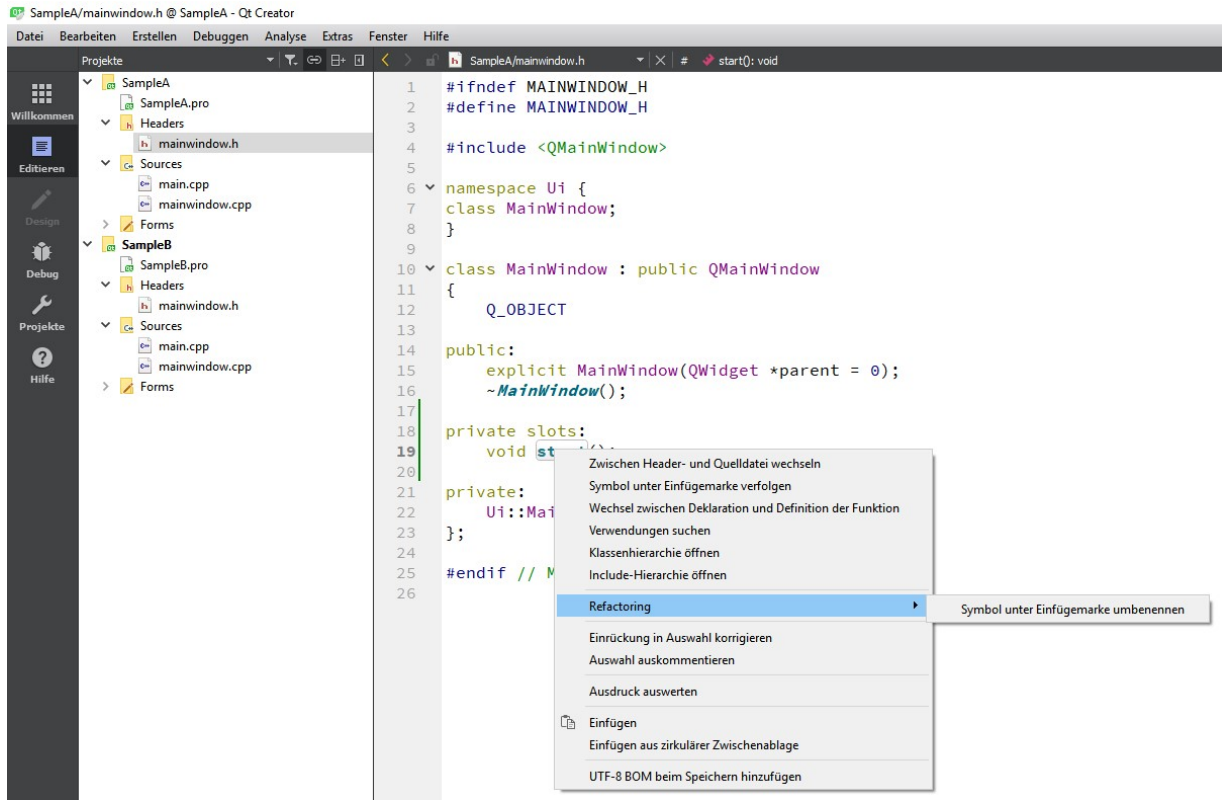 SampleA/mainwindow.h @ SampleA - Qt Creator
Datei Bearbeiten Erstellen Debuggen Analyse Extras Fenster Hilfe
Projekte
SampleA/mainwindow.h # start(): void
Willkommen
Editieren
Design
Debug
Projekte
Hilfe
SampleA
SampleA.pro
Headers
mainwindow.h
Sources
main.cpp
mainwindow.cpp
Forms
SampleB
SampleB.pro
Headers
mainwindow.h
Sources
main.cpp
mainwindow.cpp
Forms
1 #ifndef MAINWINDOW_H
2 #define MAINWINDOW_H
3
4 #include <QMainWindow>
5
6 namespace Ui {
7 class MainWindow;
8 }
9
10 class MainWindow : public QMainWindow
11 {
12 Q_OBJECT
13
14 public:
15 explicit MainWindow(QWidget *parent = 0);
16 ~MainWindow();
17
18 private slots:
19 void st
20
21 private:
22 Ui::Mai
23 };
24
25 #endif // M
26
Zwischen Header- und Quelldatei wechseln
Symbol unter Einfügemarke verfolgen
Wechsel zwischen Deklaration und Definition der Funktion
Verwendungen suchen
Klassenhierarchie öffnen
Include-Hierarchie öffnen
Refactoring
Symbol unter Einfügemarke umbenennen
Einrückung in Auswahl korrigieren
Auswahl auskommentieren
Ausdruck auswerten
Einfügen
Einfügen aus zirkulärer Zwischenablage
UTF-8 BOM beim Speichern hinzufügen